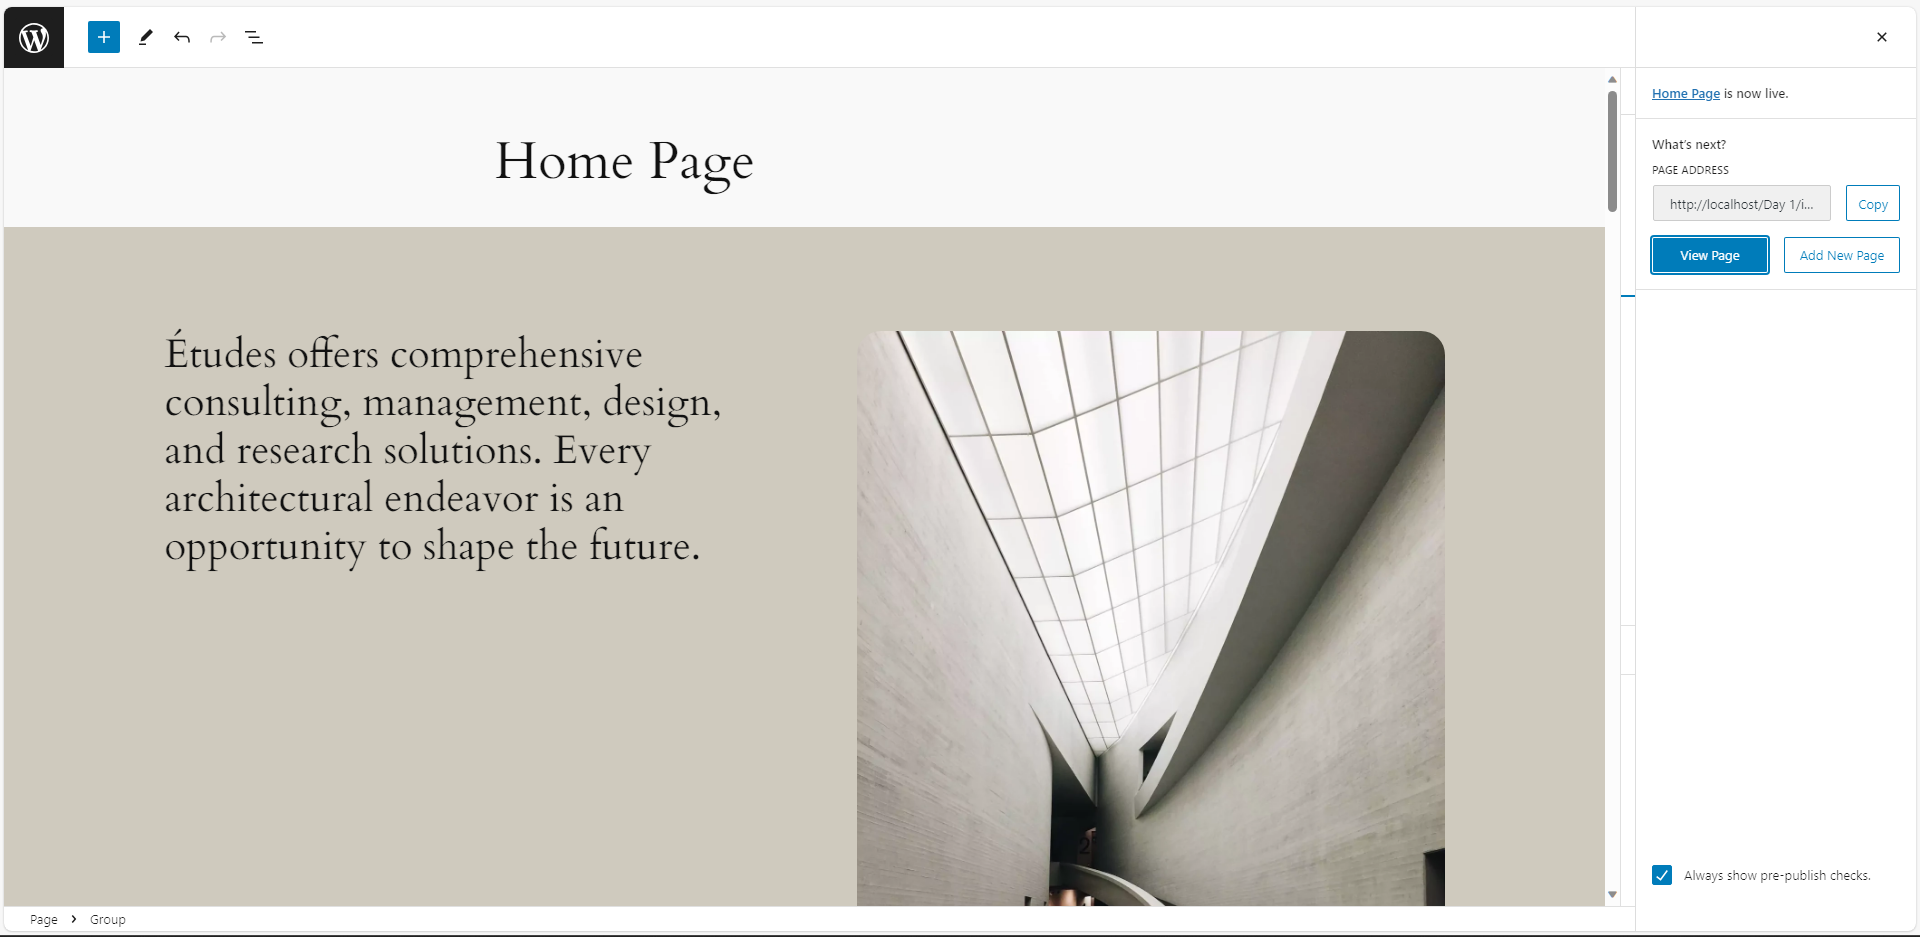 Home Page
Études offers comprehensive
consulting, management, design,
and research solutions. Every
architectural endeavor is an
opportunity to shape the future.
Page > Group
Home Page is now live.
What's next?
PAGE ADDRESS
http://localhost/Day 1/i...
Copy
View Page
Add New Page
Always show pre-publish checks.